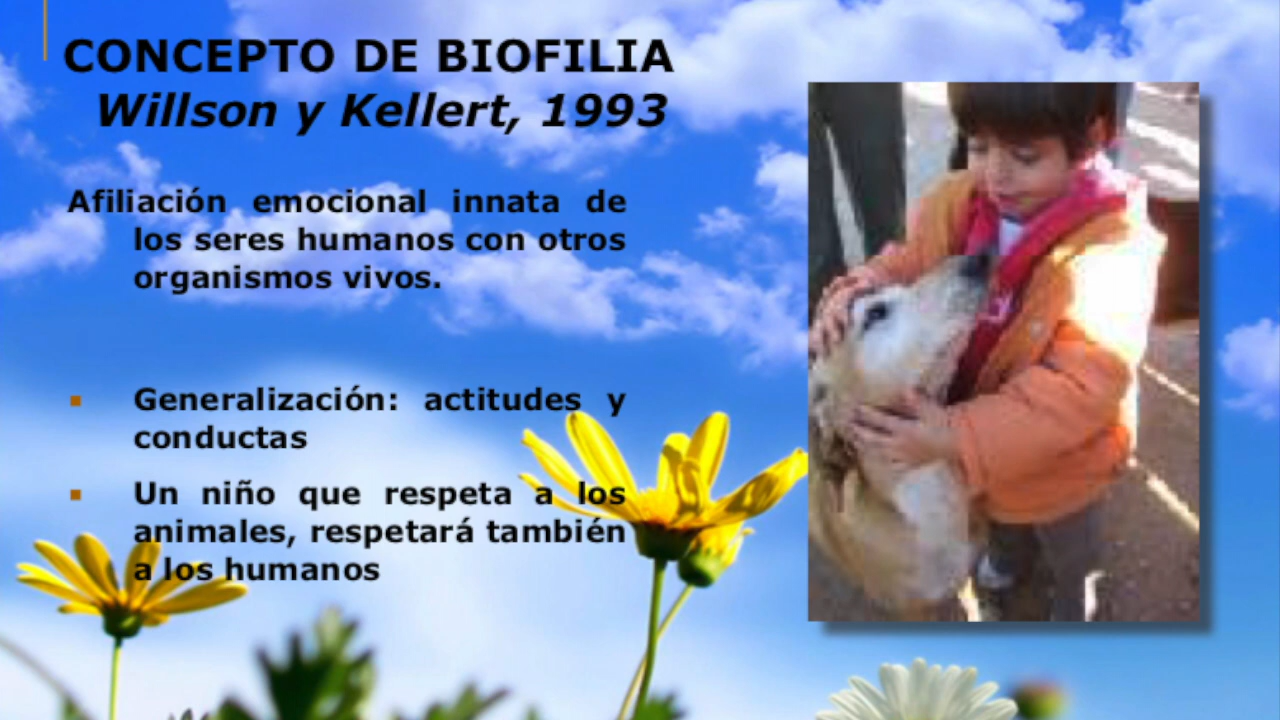 CONCEPTO DE BIOFILIA
Willson y Kellert, 1993
Afiliación emocional innata de
los seres humanos con otros
organismos vivos.
Generalización: actitudes y
conductas
Un niño que respeta a los
animales, respetará también
a los humanos